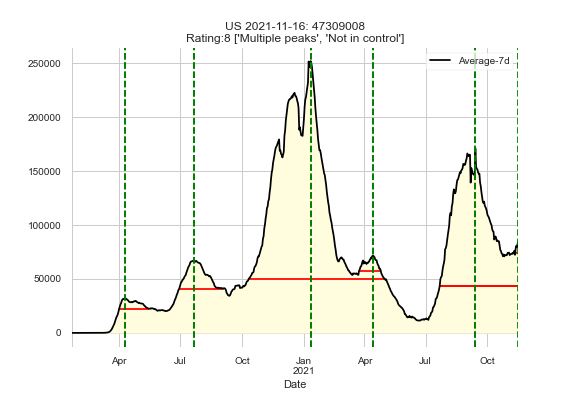 US 2021-11-16: 47309008
Rating:8 ['Multiple peaks', 'Not in control']
Average-7d
250000
200000
150000
100000
50000
0
Apr Jul Oct Jan Apr Jul Oct
2021
Date